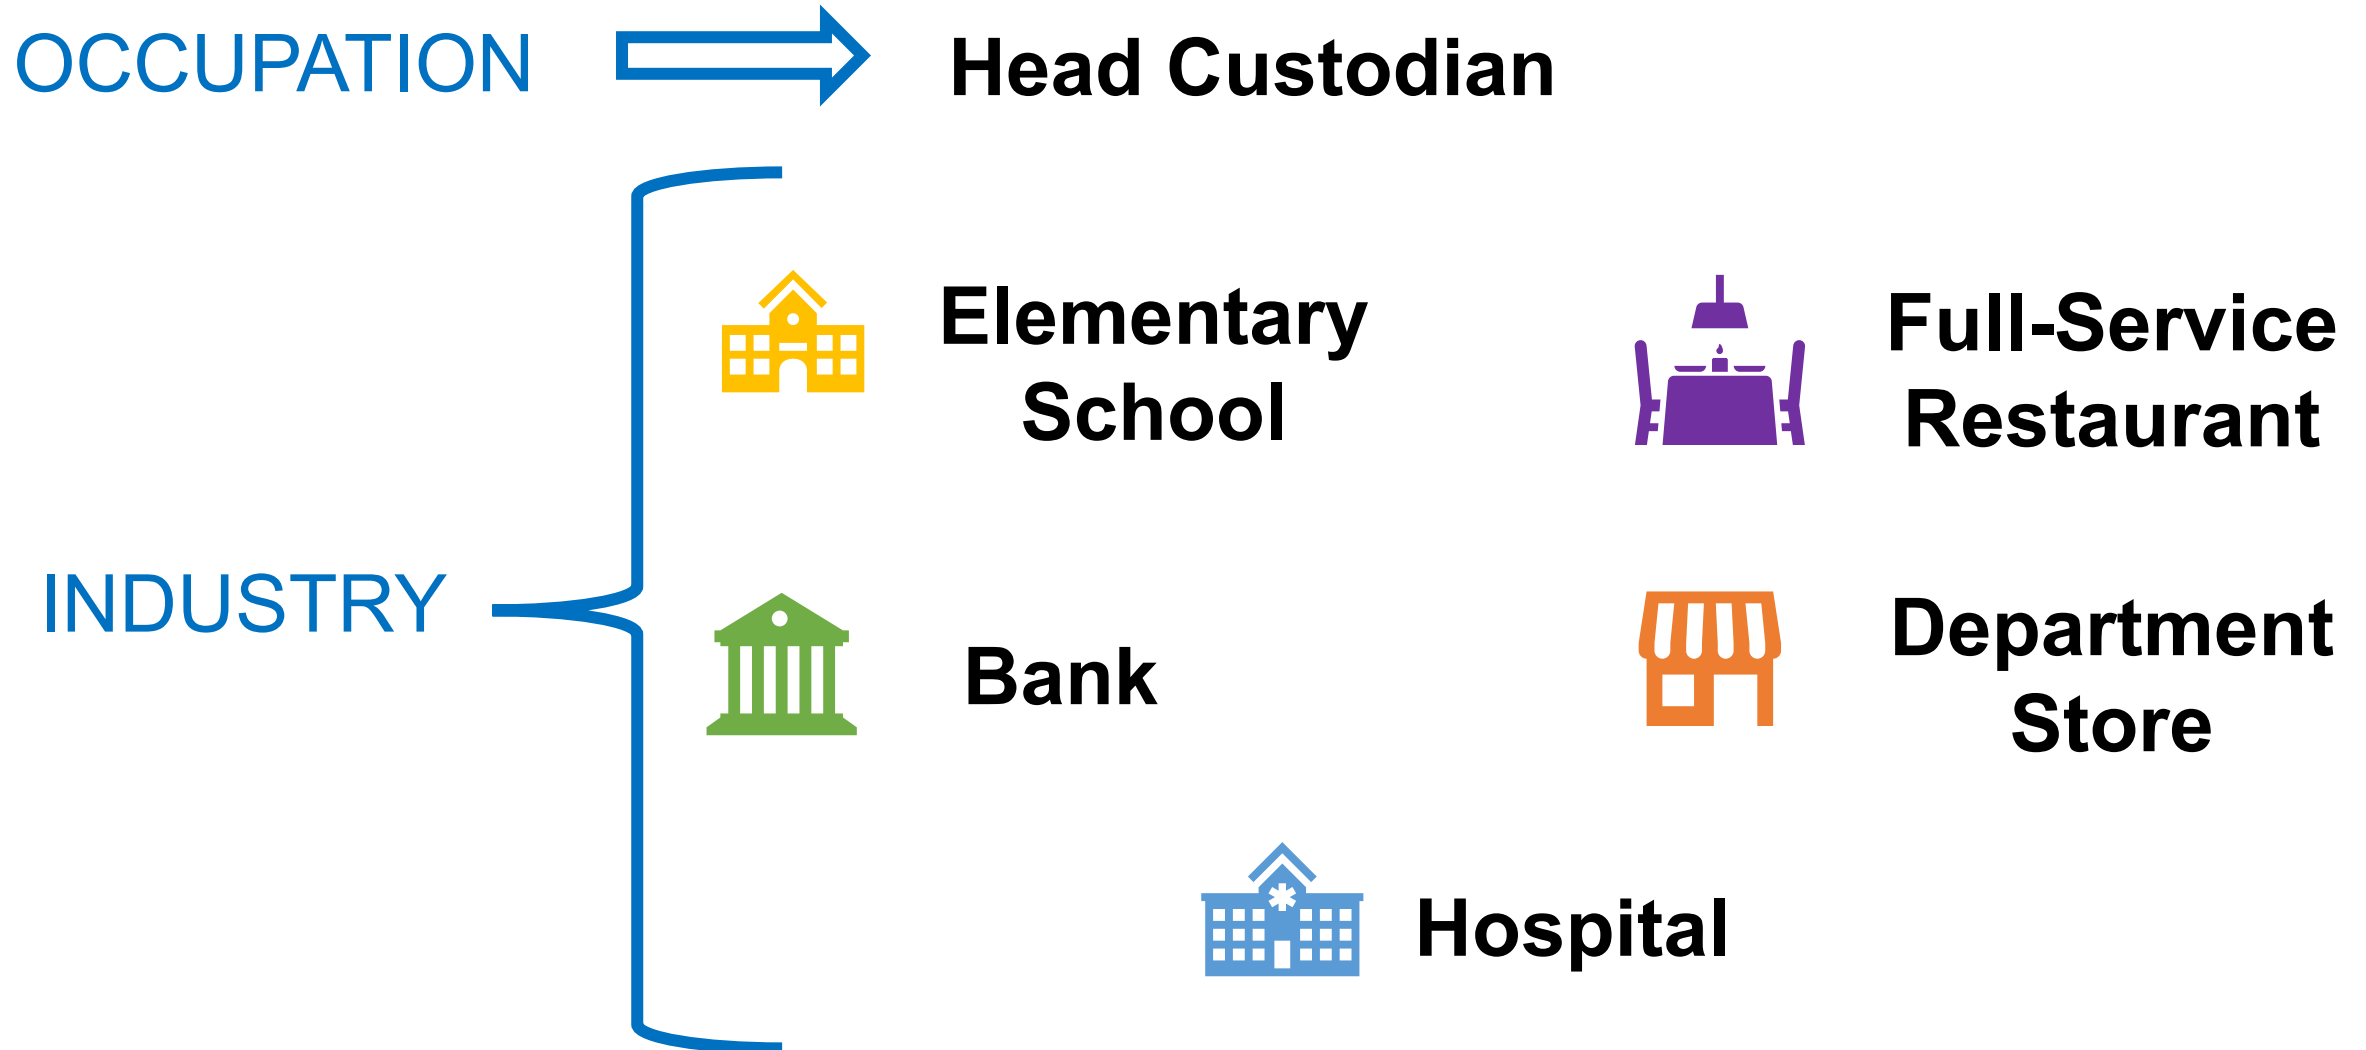 OCCUPATION
Head Custodian
INDUSTRY
Elementary
School
Full-Service
Restaurant
Bank
Department
Store
Hospital